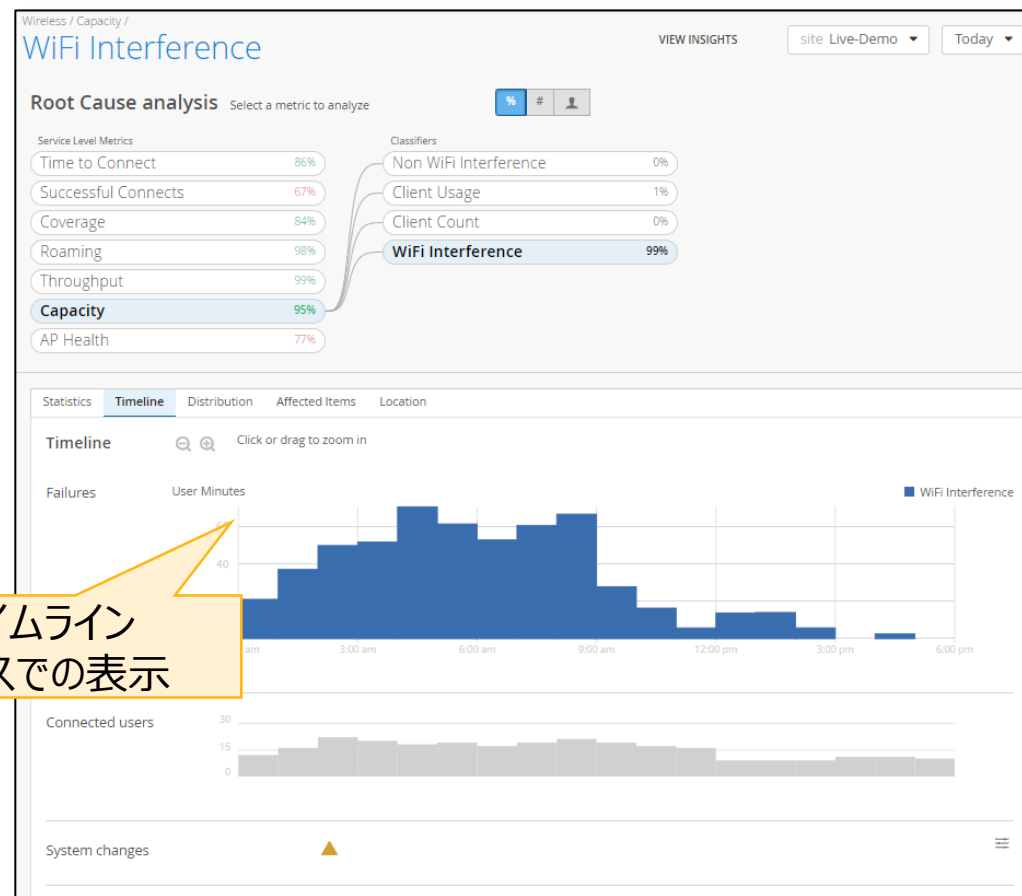 Wireless / Capacity /
WiFi Interference
VIEW INSIGHTS
site Live-Demo
Today
Root Cause analysis Select a metric to analyze
% #
Service Level Metrics
Classifiers
Time to Connect 86%
Non WiFi Interference 0%
Successful Connects 67%
Client Usage 1%
Coverage 84%
Client Count 0%
Roaming 98%
WiFi Interference 99%
Throughput 99%
Capacity 95%
AP Health 77%
Statistics Timeline Distribution Affected Items Location
Timeline Click or drag to zoom in
Failures User Minutes WiFi Interference
40
ムライン
スでの表示
am 3:00 am 6:00 am 9:00 am 12:00 pm 3:00 pm 6:00 pm
Connected users
30
15
0
System changes